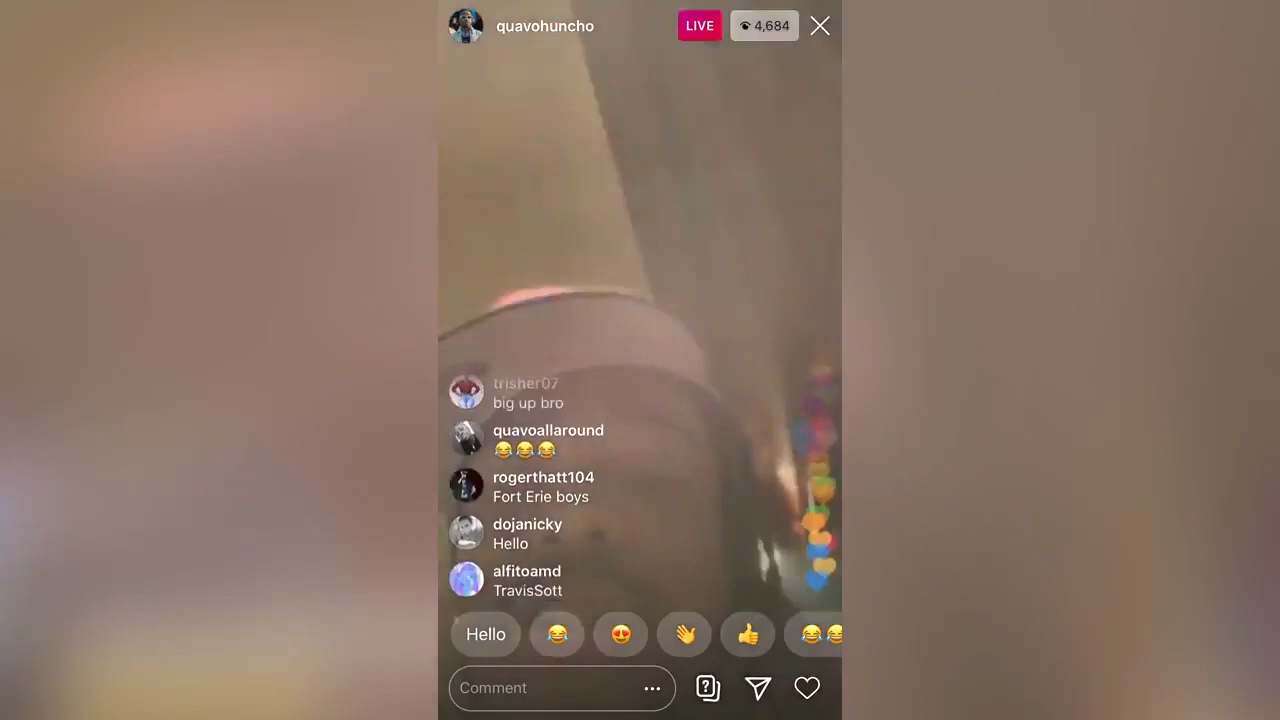 quavohuncho
LIVE
4,684
trisher07
big up bro
quavoallaround
😂😂😂
rogerthatt104
Fort Erie boys
dojanicky
Hello
alfitoamd
TravisSott
Hello
Comment